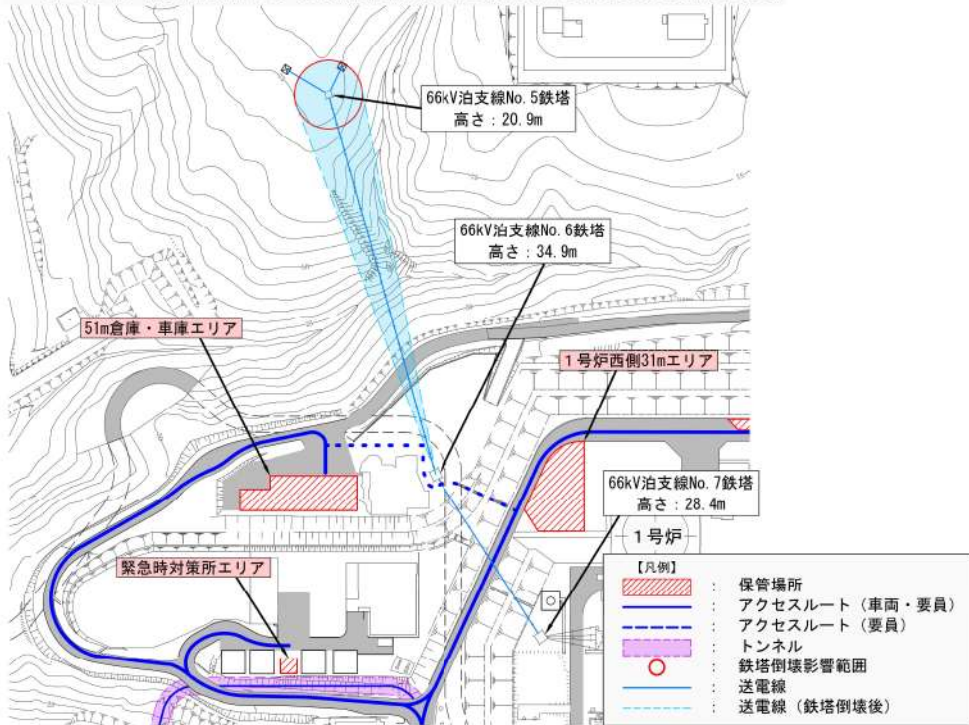 66kV泊支線No.5鉄塔
高さ：20.9m
66kV泊支線No.6鉄塔
高さ：34.9m
51m倉庫・車庫エリア
１号炉西側31mエリア
66kV泊支線No.7鉄塔
高さ：28.4m
１号炉
緊急時対策所エリア
【凡例】
： 保管場所
： アクセスルート（車両・要員）
： アクセスルート（要員）
： トンネル
： 鉄塔倒壊影響範囲
： 送電線
： 送電線（鉄塔倒壊後）